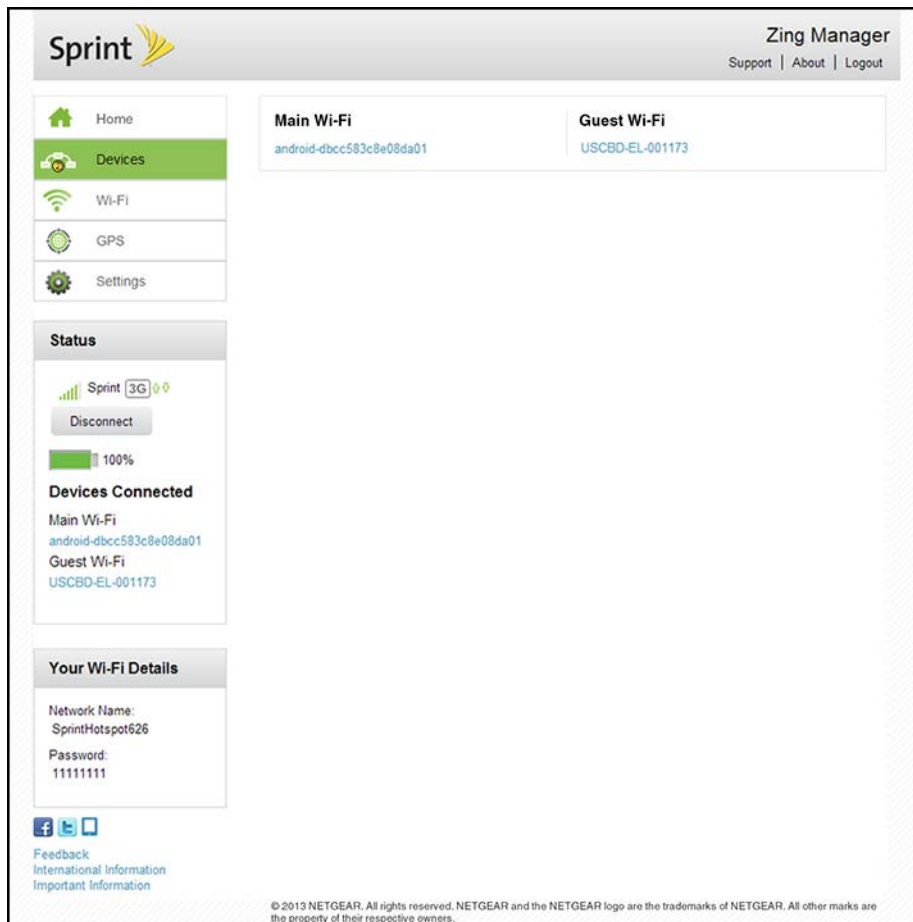 Sprint
Zing Manager
Support | About | Logout
Home
Devices
Wi-Fi
GPS
Settings
Main Wi-Fi
android-dbcc583c8e08da01
Guest Wi-Fi
USCBD-EL-001173
Status
Sprint 3G
Disconnect
100%
Devices Connected
Main Wi-Fi
android-dbcc583c8e08da01
Guest Wi-Fi
USCBD-EL-001173
Your Wi-Fi Details
Network Name:
SprintHotspot626
Password:
11111111
Feedback
International Information
Important Information
© 2013 NETGEAR. All rights reserved. NETGEAR and the NETGEAR logo are the trademarks of NETGEAR. All other marks are
the property of their respective owners.